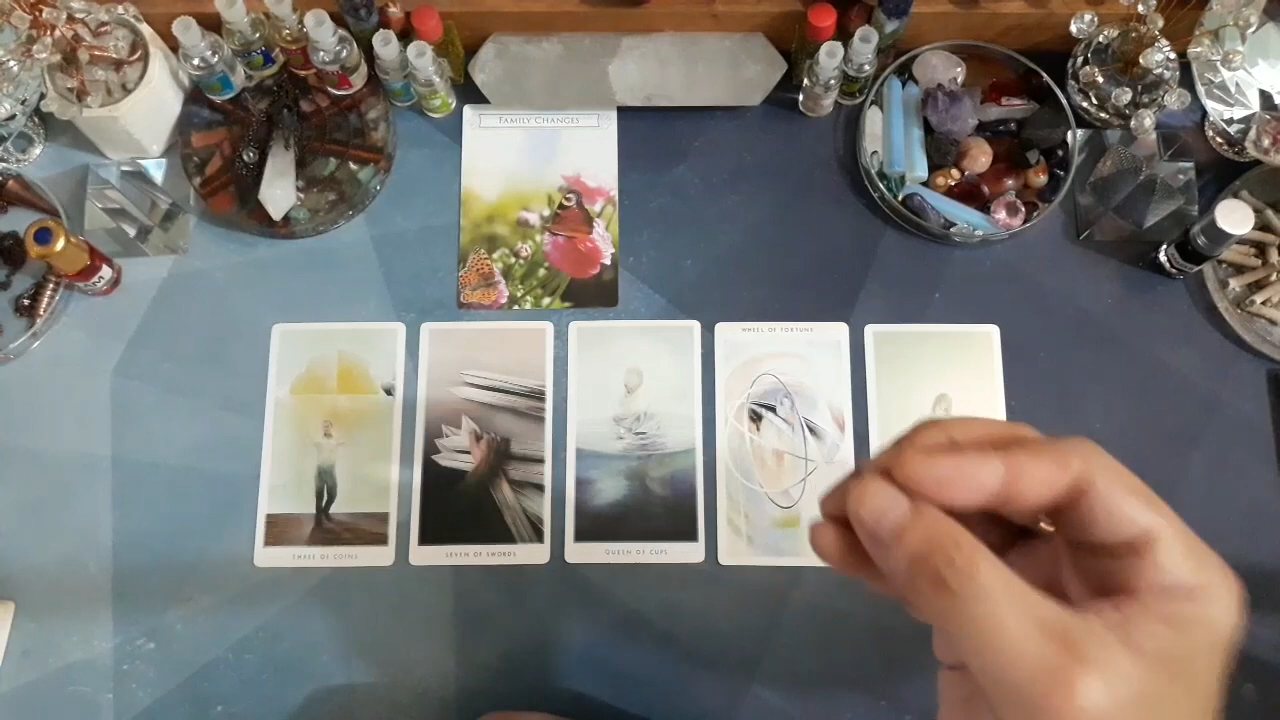 FAMILY CHANGES
WHEEL OF FORTUNE
THREE OF COINS
SEVEN OF SWORDS
QUEEN OF CUPS